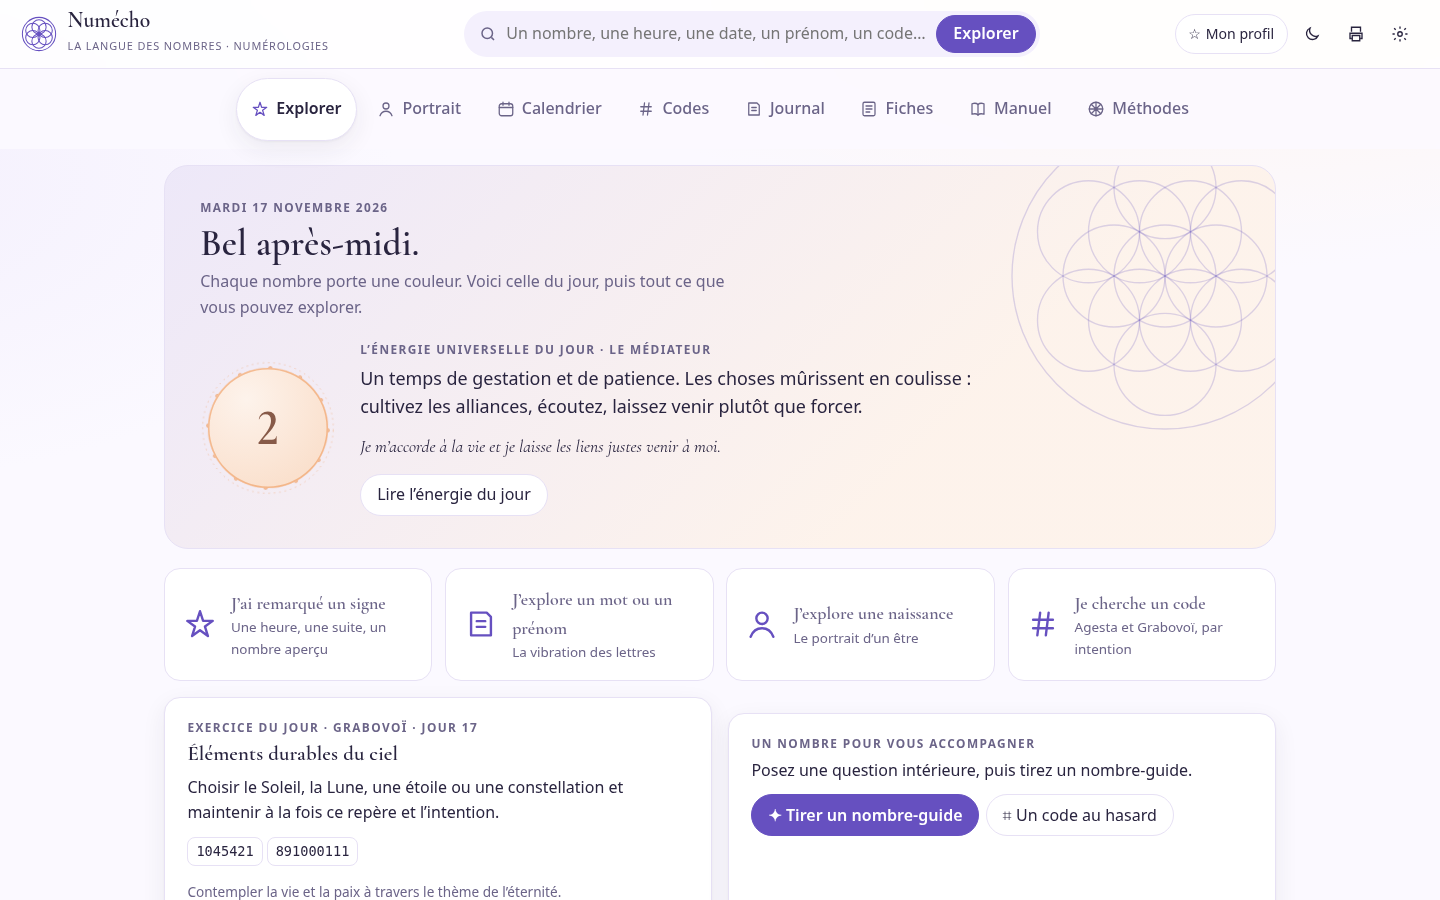 Numécho
LA LANGUE DES NOMBRES · NUMÉROLOGIES
Un nombre, une heure, une date, un prénom, un code…
Explorer
☆ Mon profil
Explorer
Portrait
Calendrier
Codes
Journal
Fiches
Manuel
Méthodes
MARDI 17 NOVEMBRE 2026
Bel après-midi.
Chaque nombre porte une couleur. Voici celle du jour, puis tout ce que
vous pouvez explorer.
2
L’ÉNERGIE UNIVERSELLE DU JOUR · LE MÉDIATEUR
Un temps de gestation et de patience. Les choses mûrissent en coulisse :
cultivez les alliances, écoutez, laissez venir plutôt que forcer.
Je m’accorde à la vie et je laisse les liens justes venir à moi.
Lire l’énergie du jour
J’ai remarqué un signe
Une heure, une suite, un
nombre aperçu
J’explore un mot ou un
prénom
La vibration des lettres
J’explore une naissance
Le portrait d’un être
Je cherche un code
Agesta et Grabovoï, par
intention
EXERCICE DU JOUR · GRABOVOÏ · JOUR 17
Éléments durables du ciel
Choisir le Soleil, la Lune, une étoile ou une constellation et
maintenir à la fois ce repère et l’intention.
1045421
891000111
Contempler la vie et la paix à travers le thème de l’éternité.
UN NOMBRE POUR VOUS ACCOMPAGNER
Posez une question intérieure, puis tirez un nombre-guide.
✦ Tirer un nombre-guide
⌗ Un code au hasard